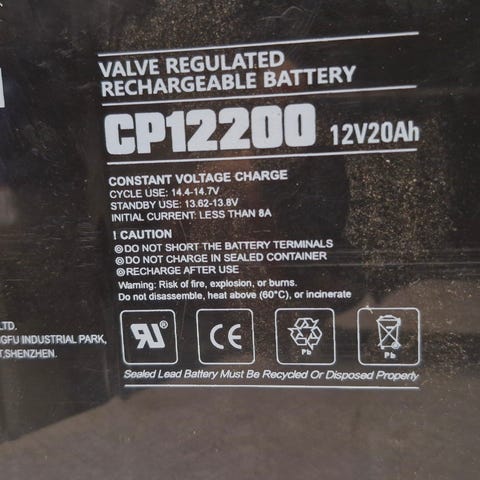 VALVE REGULATED
RECHARGEABLE BATTERY
CP12200 12V20Ah
CONSTANT VOLTAGE CHARGE
CYCLE USE: 14.4-14.7V
STANDBY USE: 13.62-13.8V
INITIAL CURRENT: LESS THAN 8A
! CAUTION
◎DO NOT SHORT THE BATTERY TERMINALS
◎DO NOT CHARGE IN SEALED CONTAINER
◎RECHARGE AFTER USE
Warning: Risk of fire, explosion, or burns.
Do not disassemble, heat above (60°C), or incinerate
LTD.
GFU INDUSTRIAL PARK,
T,SHENZHEN.
RU CE Pb Pb
Sealed Lead Battery Must Be Recycled Or Disposed Properly